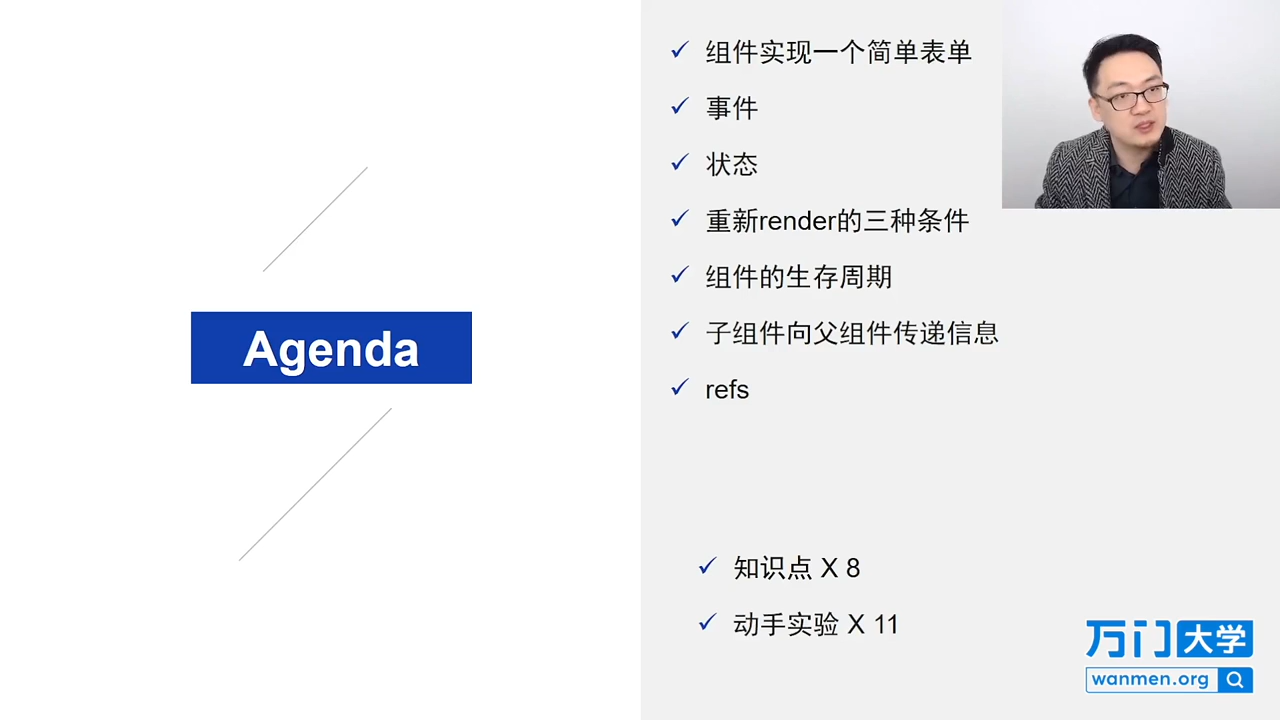 Agenda
组件实现一个简单表单
事件
状态
重新render的三种条件
组件的生存周期
子组件向父组件传递信息
refs
知识点 X 8
动手实验 X 11
万门大学
wanmen.org